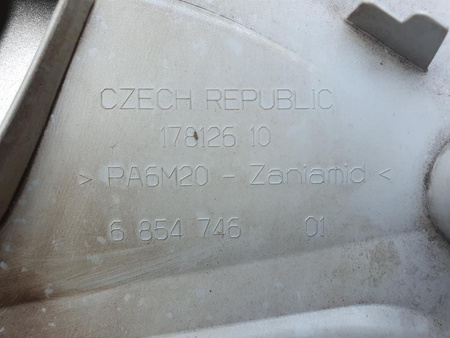 CZECH REPUBLIC
178126 10
> PA6M20 - Zaniamid <
6 854 746 01